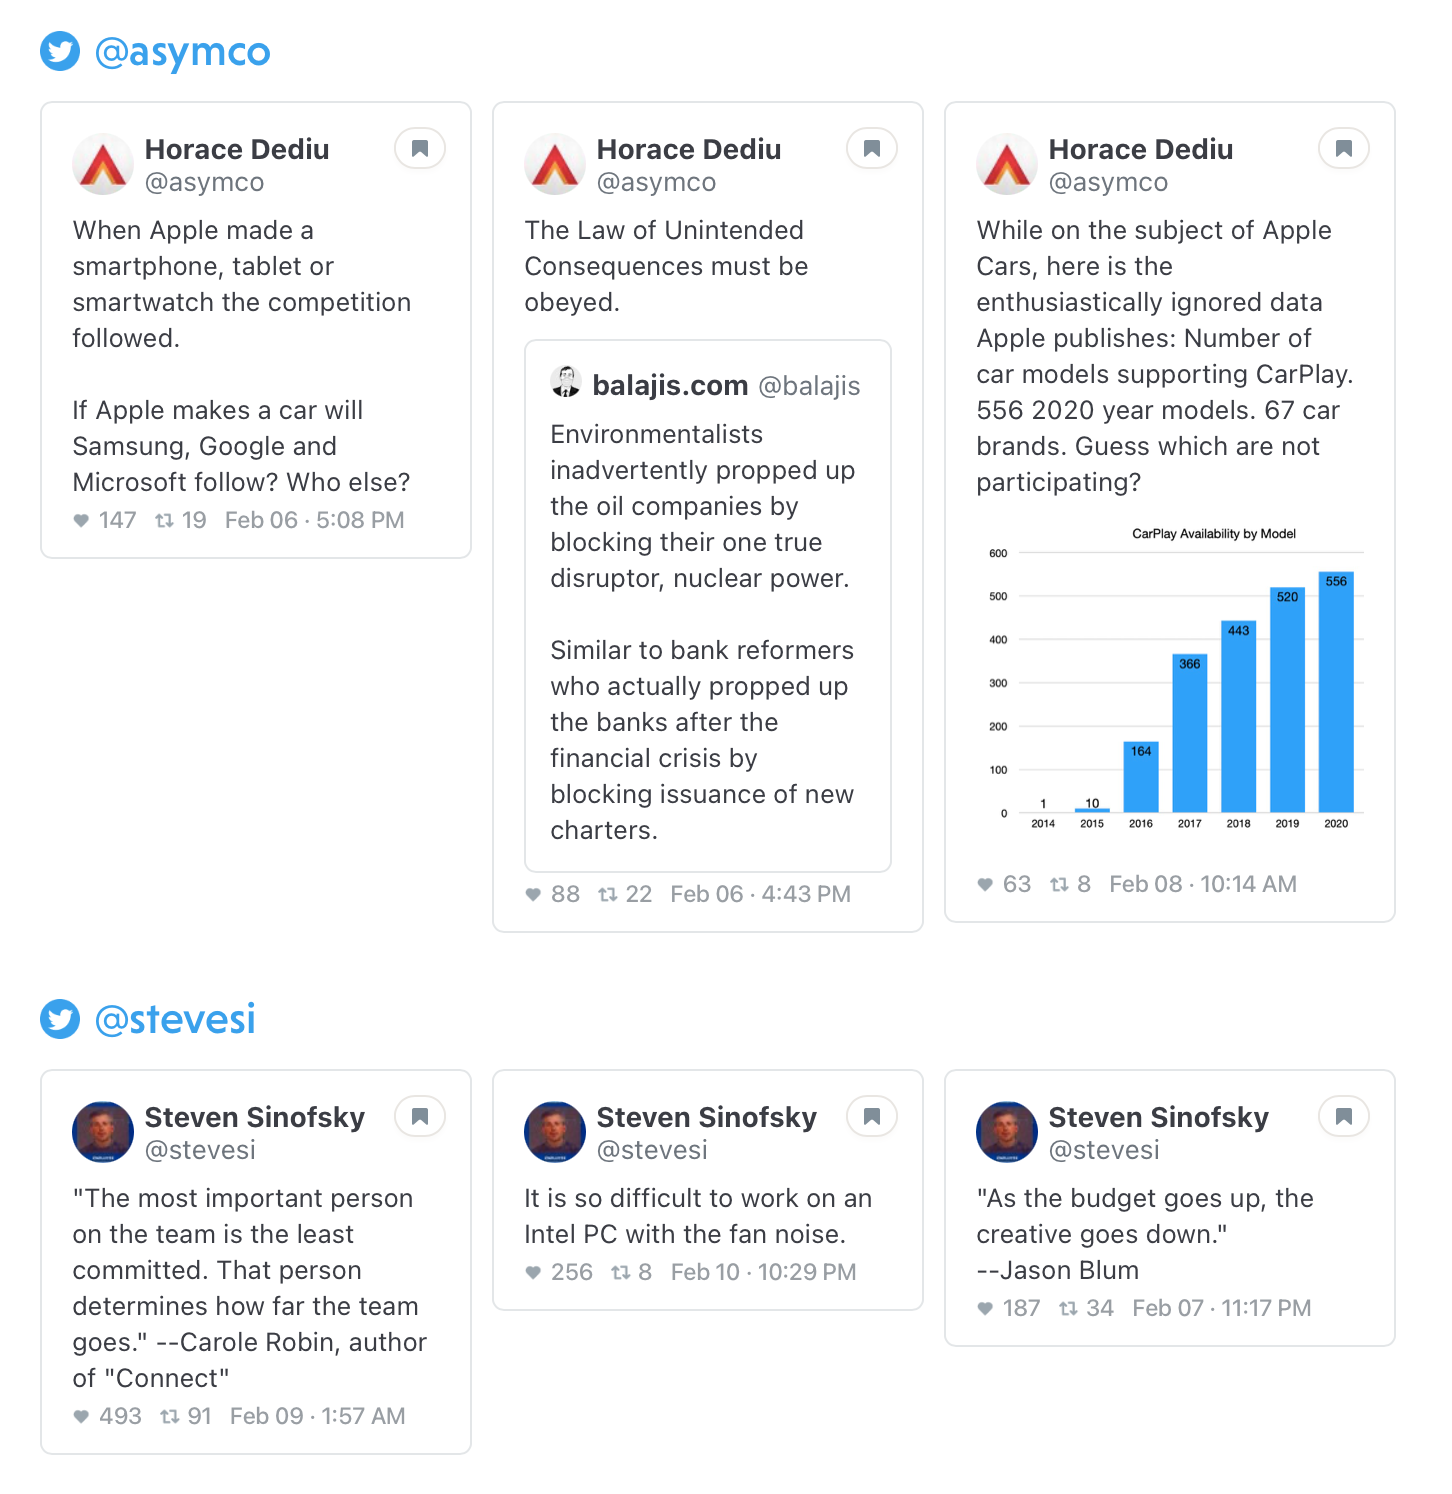 @asymco
Horace Dediu
@asymco
When Apple made a
smartphone, tablet or
smartwatch the competition
followed.
If Apple makes a car will
Samsung, Google and
Microsoft follow? Who else?
147 19 Feb 06 · 5:08 PM
Horace Dediu
@asymco
The Law of Unintended
Consequences must be
obeyed.
balajis.com @balajis
Environmentalists
inadvertently propped up
the oil companies by
blocking their one true
disruptor, nuclear power.
Similar to bank reformers
who actually propped up
the banks after the
financial crisis by
blocking issuance of new
charters.
88 22 Feb 06 · 4:43 PM
Horace Dediu
@asymco
While on the subject of Apple
Cars, here is the
enthusiastically ignored data
Apple publishes: Number of
car models supporting CarPlay.
556 2020 year models. 67 car
brands. Guess which are not
participating?
CarPlay Availability by Model
600
500
400
300
200
100
0
1
10
164
366
443
520
556
2014 2015 2016 2017 2018 2019 2020
63 8 Feb 08 · 10:14 AM
@stevesi
Steven Sinofsky
@stevesi
"The most important person
on the team is the least
committed. That person
determines how far the team
goes." --Carole Robin, author
of "Connect"
493 91 Feb 09 · 1:57 AM
Steven Sinofsky
@stevesi
It is so difficult to work on an
Intel PC with the fan noise.
256 8 Feb 10 · 10:29 PM
Steven Sinofsky
@stevesi
"As the budget goes up, the
creative goes down."
--Jason Blum
187 34 Feb 07 · 11:17 PM